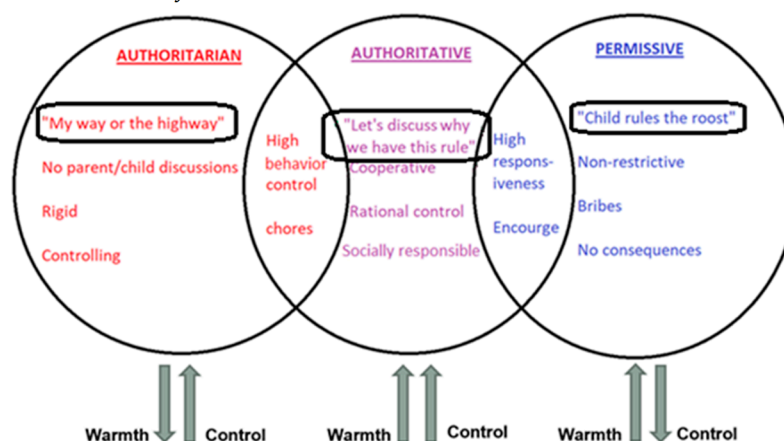 AUTHORITARIAN
"My way or the highway"
No parent/child discussions
Rigid
Controlling
High
behavior
control
chores
AUTHORITATIVE
"Let's discuss why
we have this rule"
Cooperative
Rational control
Socially responsible
High
respons-
iveness
Encourge
PERMISSIVE
"Child rules the roost"
Non-restrictive
Bribes
No consequences
Warmth Control
Warmth Control
Warmth Control